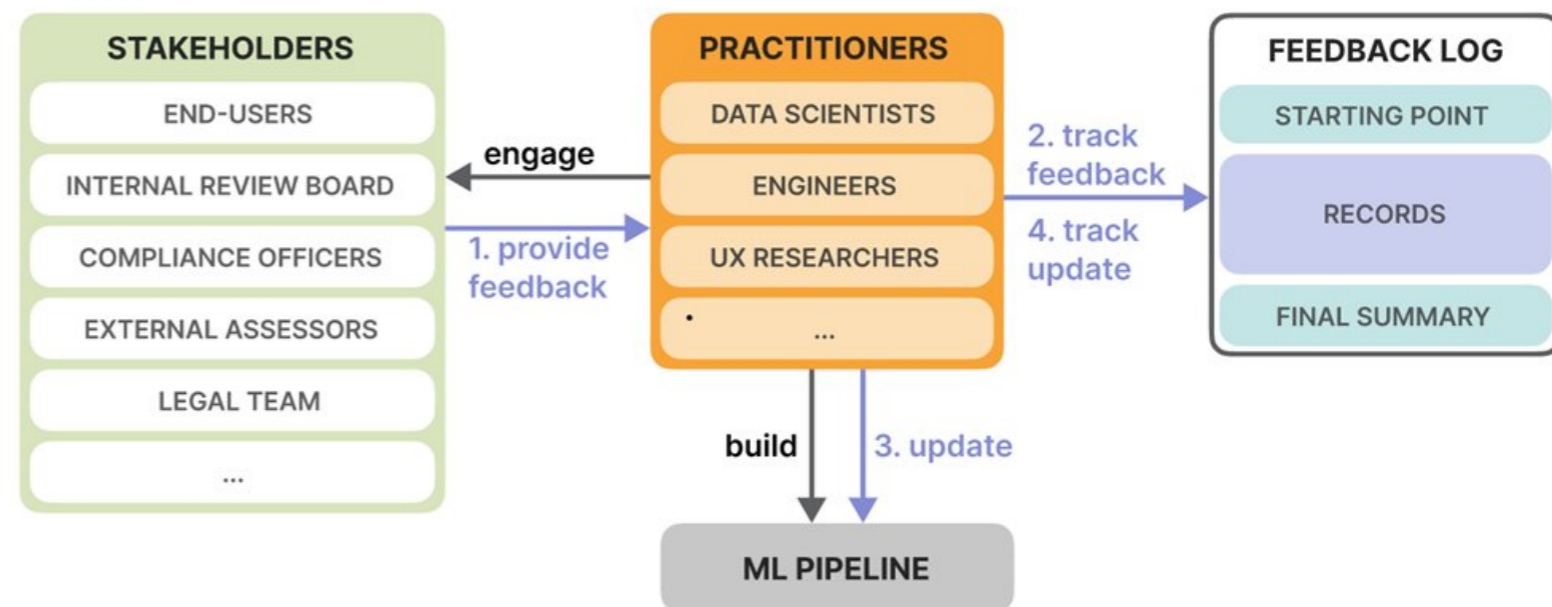 STAKEHOLDERS
END-USERS
INTERNAL REVIEW BOARD
COMPLIANCE OFFICERS
EXTERNAL ASSESSORS
LEGAL TEAM
...
engage
1. provide
feedback
PRACTITIONERS
DATA SCIENTISTS
ENGINEERS
UX RESEARCHERS
...
2. track
feedback
4. track
update
FEEDBACK LOG
STARTING POINT
RECORDS
FINAL SUMMARY
build
3. update
ML PIPELINE